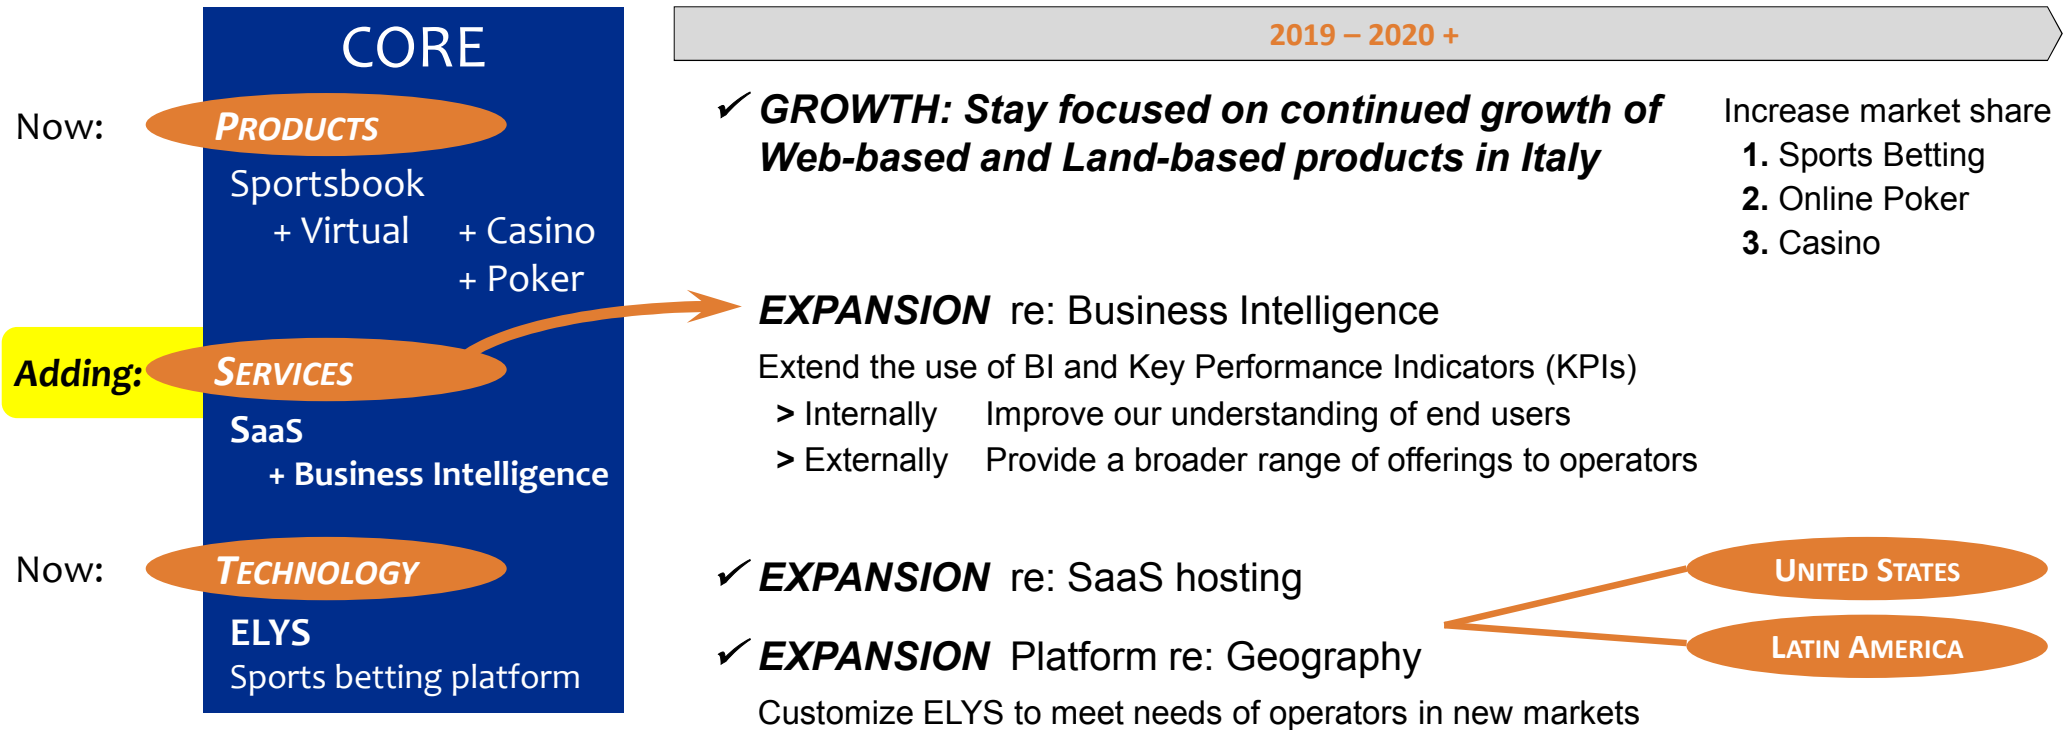 CORE
2019 – 2020 +
Now:
PRODUCTS
Sportsbook
+ Virtual + Casino
+ Poker
✓ GROWTH: Stay focused on continued growth of
Web-based and Land-based products in Italy
Increase market share
1. Sports Betting
2. Online Poker
3. Casino
Adding:
SERVICES
SaaS
+ Business Intelligence
EXPANSION re: Business Intelligence
Extend the use of BI and Key Performance Indicators (KPIs)
> Internally Improve our understanding of end users
> Externally Provide a broader range of offerings to operators
Now:
TECHNOLOGY
ELYS
Sports betting platform
✓ EXPANSION re: SaaS hosting
✓ EXPANSION Platform re: Geography
Customize ELYS to meet needs of operators in new markets
UNITED STATES
LATIN AMERICA